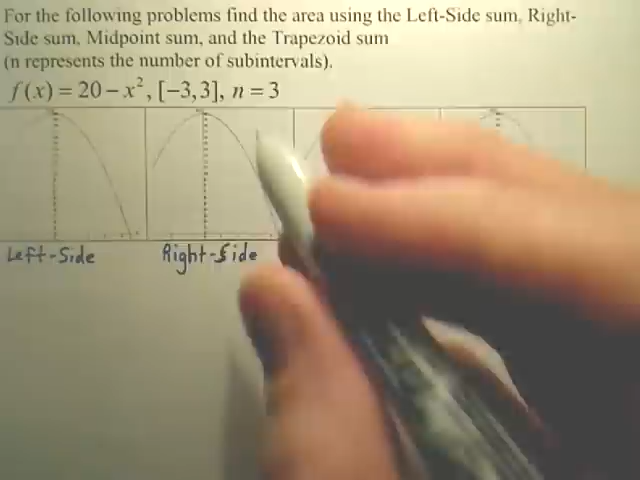 For the following problems find the area using the Left-Side sum, Right-
Side sum, Midpoint sum, and the Trapezoid sum
(n represents the number of subintervals).
f(x) = 20 − x², [−3,3], n = 3
Left-Side Right-Side